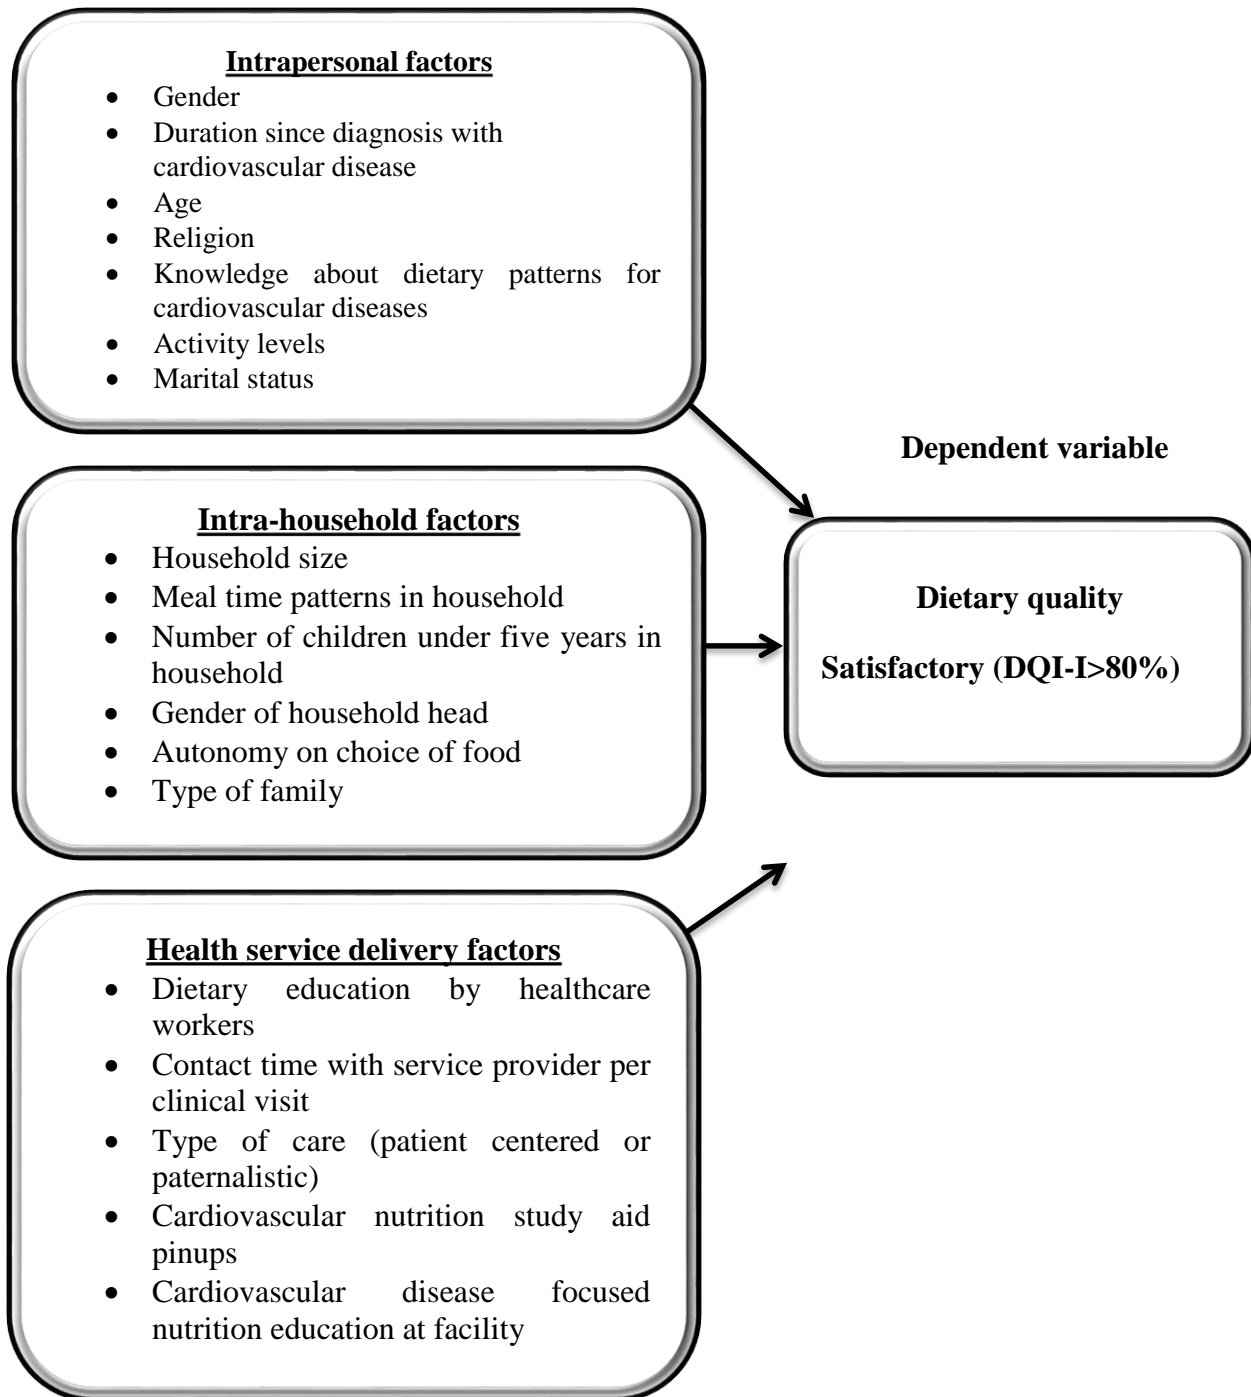 Intrapersonal factors
• Gender
• Duration since diagnosis with
cardiovascular disease
• Age
• Religion
• Knowledge about dietary patterns for
cardiovascular diseases
• Activity levels
• Marital status
Dependent variable
Intra-household factors
• Household size
• Meal time patterns in household
• Number of children under five years in
household
• Gender of household head
• Autonomy on choice of food
• Type of family
Dietary quality
Satisfactory (DQI-I>80%)
Health service delivery factors
• Dietary education by healthcare
workers
• Contact time with service provider per
clinical visit
• Type of care (patient centered or
paternalistic)
• Cardiovascular nutrition study aid
pinups
• Cardiovascular disease focused
nutrition education at facility